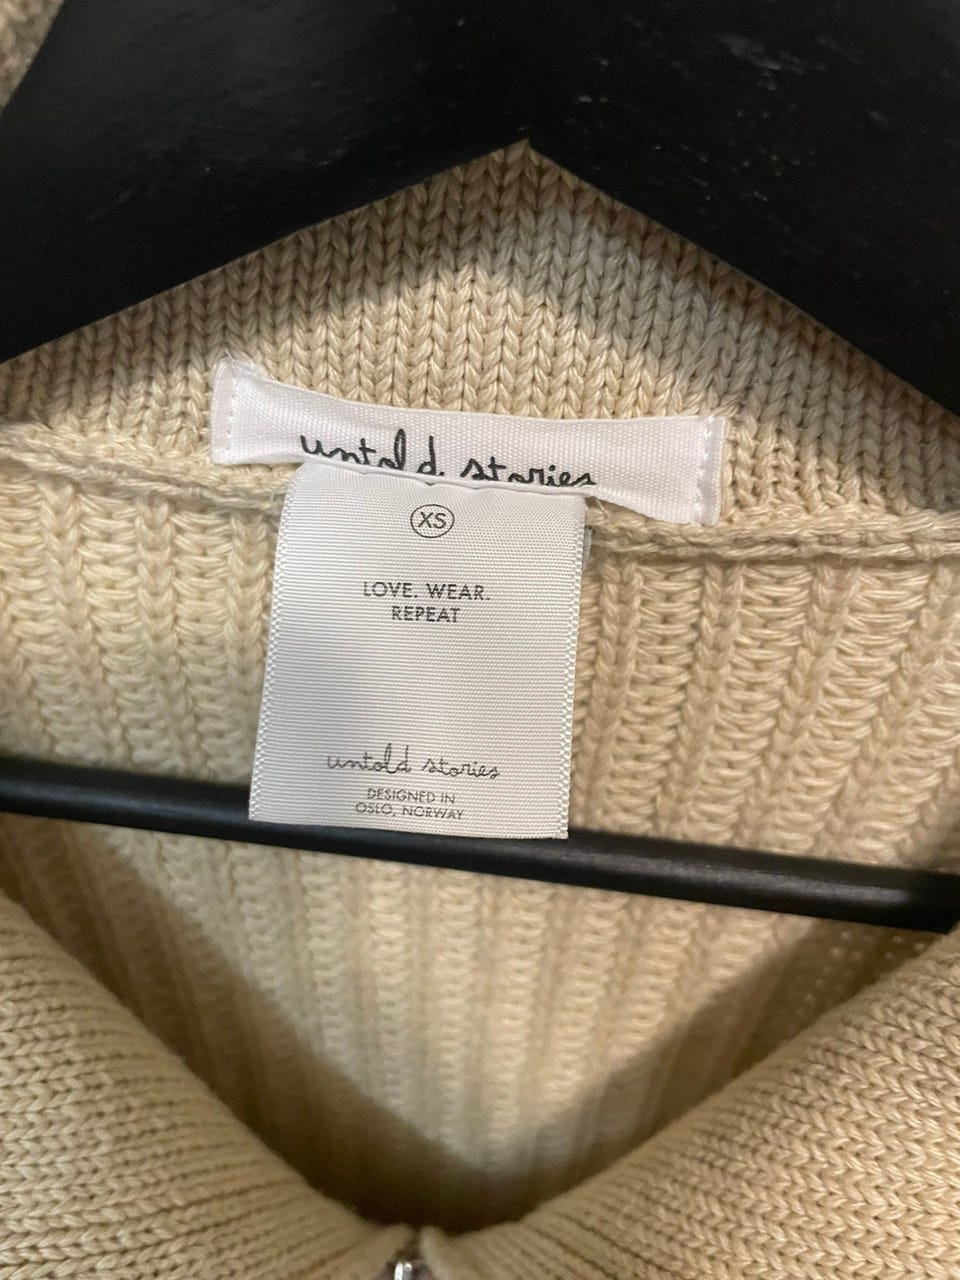 untold stories
XS
LOVE. WEAR.
REPEAT
untold stories
DESIGNED IN
OSLO, NORWAY